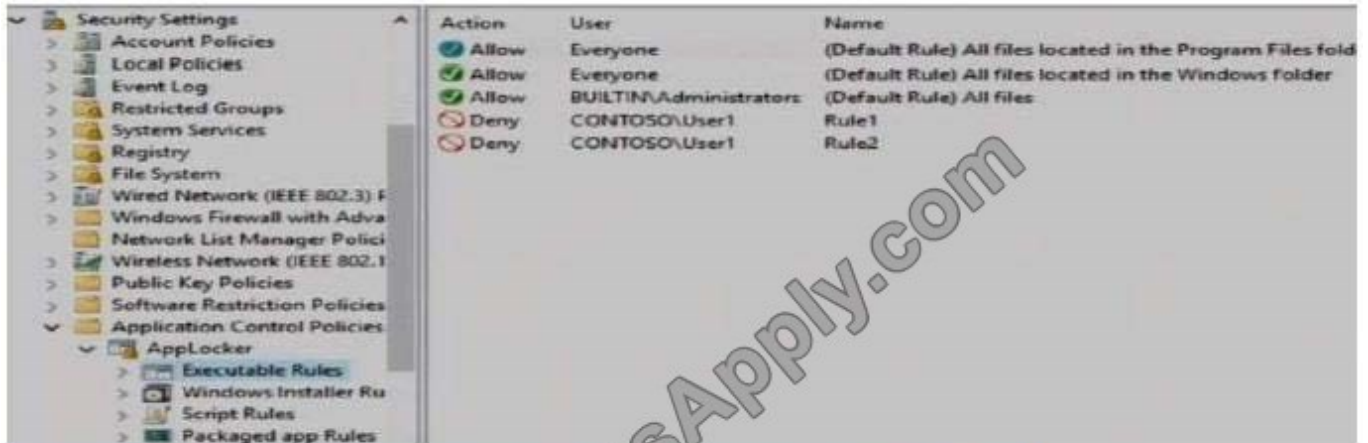 Security Settings
Account Policies
Local Policies
Event Log
Restricted Groups
System Services
Registry
File System
Wired Network (IEEE 802.3) P
Windows Firewall with Adva
Network List Manager Polici
Wireless Network (IEEE 802.1
Public Key Policies
Software Restriction Policies
Application Control Policies
AppLocker
Executable Rules
Windows Installer Ru
Script Rules
Packaged app Rules
Action User Name
Allow Everyone (Default Rule) All files located in the Program Files fold
Allow Everyone (Default Rule) All files located in the Windows folder
Allow BUILTIN\Administrators (Default Rule) All files
Deny CONTOSO\User1 Rule1
Deny CONTOSO\User1 Rule2
sApply.com